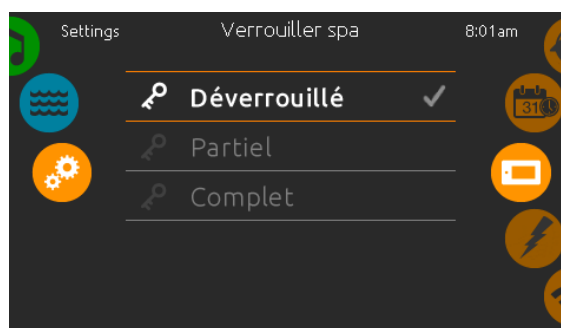 Settings
Verrouiller spa
8:01am
Déverrouillé
31
Partiel
Complet